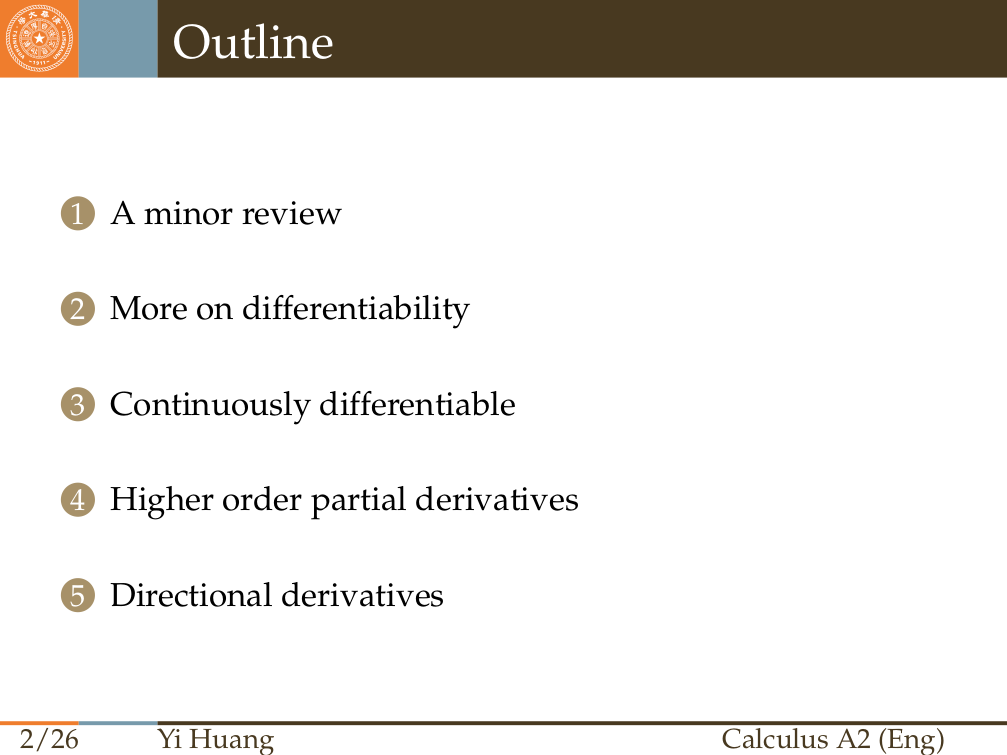 Outline
1 A minor review
2 More on differentiability
3 Continuously differentiable
4 Higher order partial derivatives
5 Directional derivatives
2/26 Yi Huang Calculus A2 (Eng)